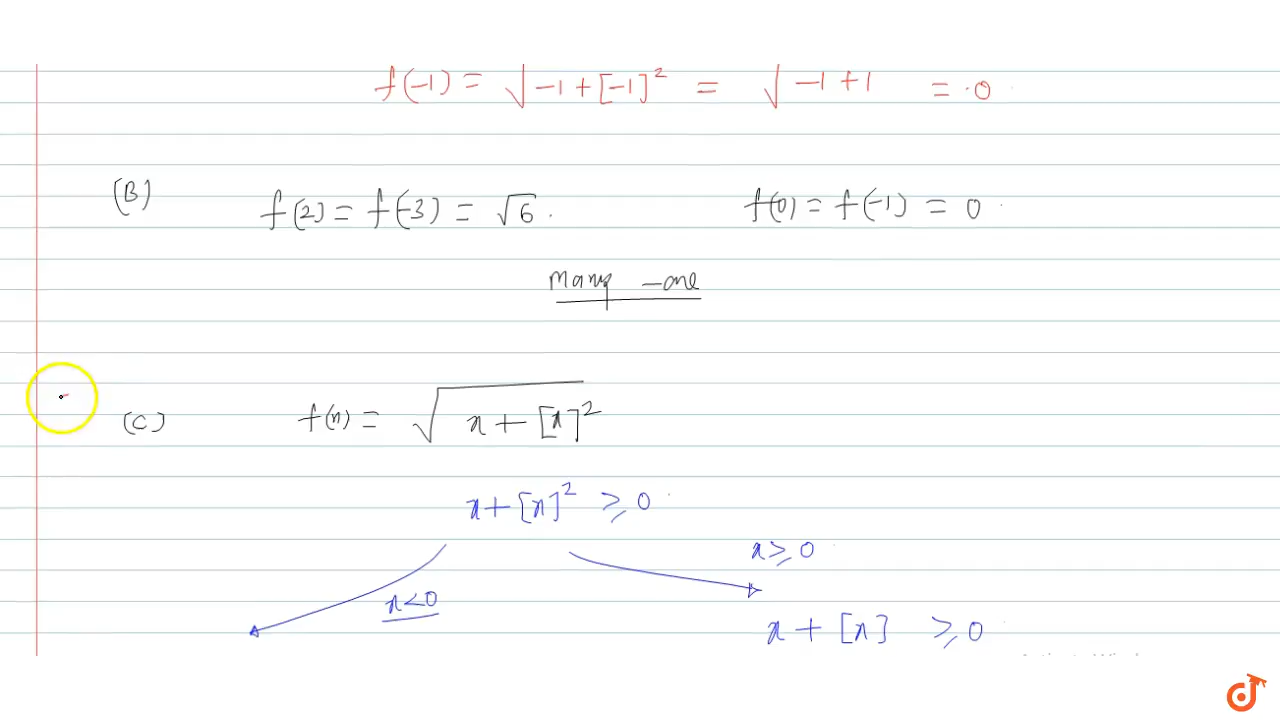 f(-1) = √-1+[-1]² = √-1+1 = 0
(B) f(2) = f(-3) = √6. f(0) = f(-1) = 0
Many-one
(C) f(x) = √x+[x]²
x+[x]² ≥ 0
x ≥ 0
x<0
x + [x] ≥ 0